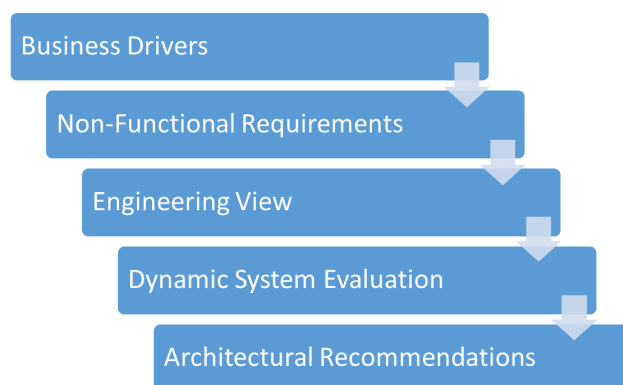 Business Drivers
Non-Functional Requirements
Engineering View
Dynamic System Evaluation
Architectural Recommendations